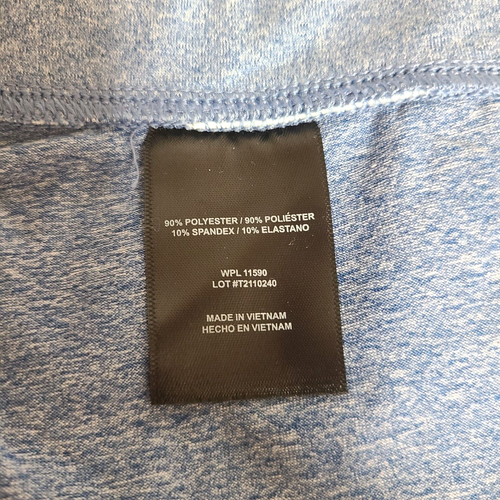 90% POLYESTER / 90% POLIÉSTER
10% SPANDEX / 10% ELASTANO
WPL 11590
LOT #T2110240
MADE IN VIETNAM
HECHO EN VIETNAM